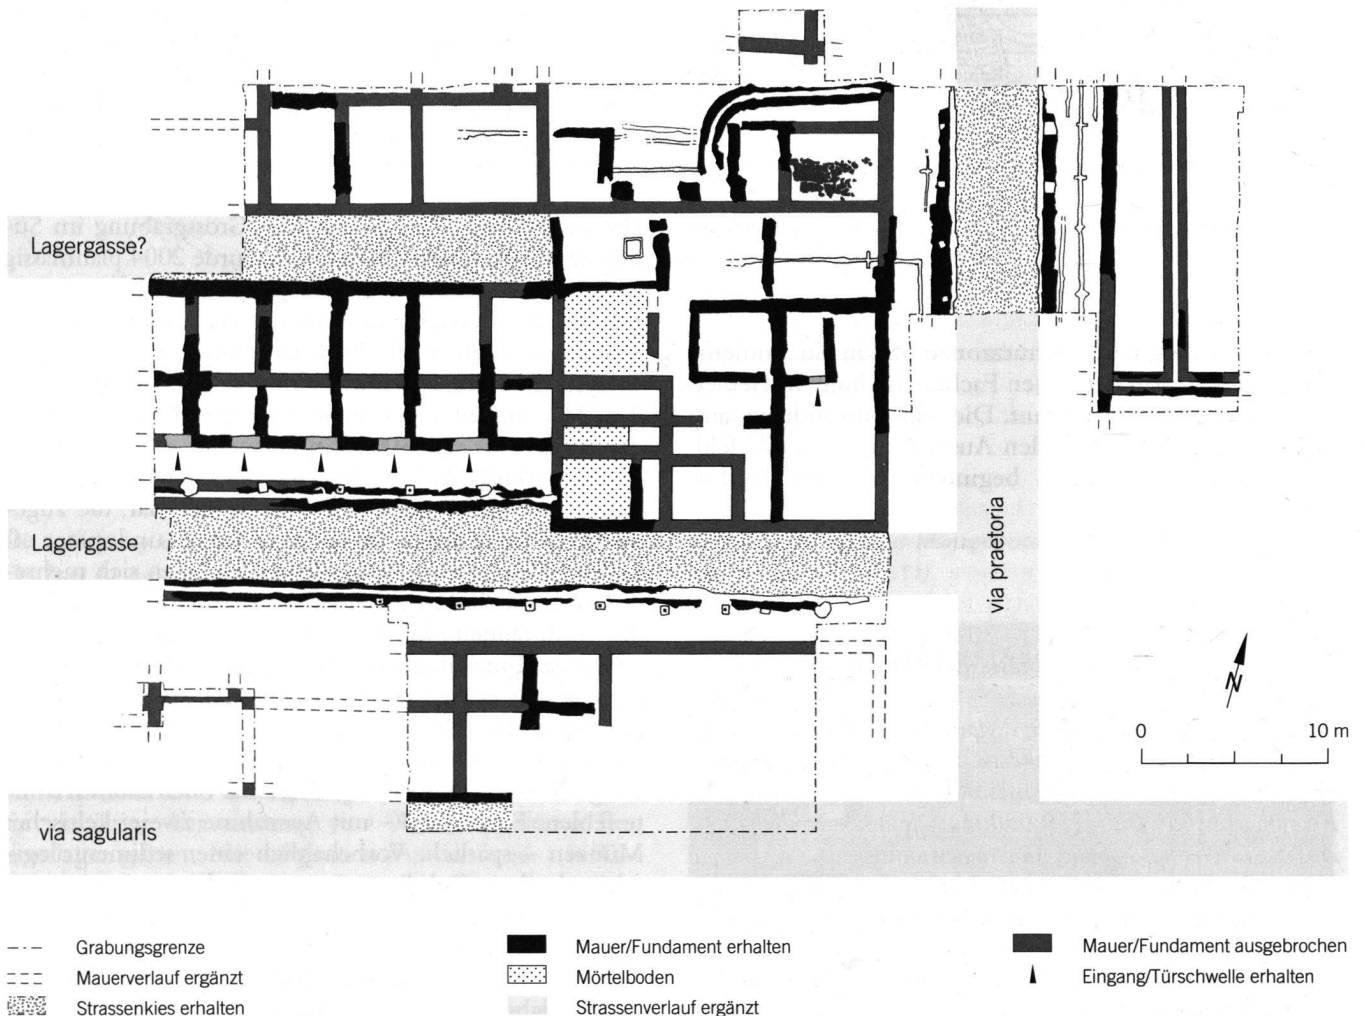 Lagergasse?
Lagergasse
via praetoria
N
0 10 m
via sagularis
Grabungsgrenze
Mauerverlauf ergänzt
Strassenkies erhalten
Mauer/Fundament erhalten
Mörtelboden
Strassenverlauf ergänzt
Mauer/Fundament ausgebrochen
Eingang/Türschwelle erhalten